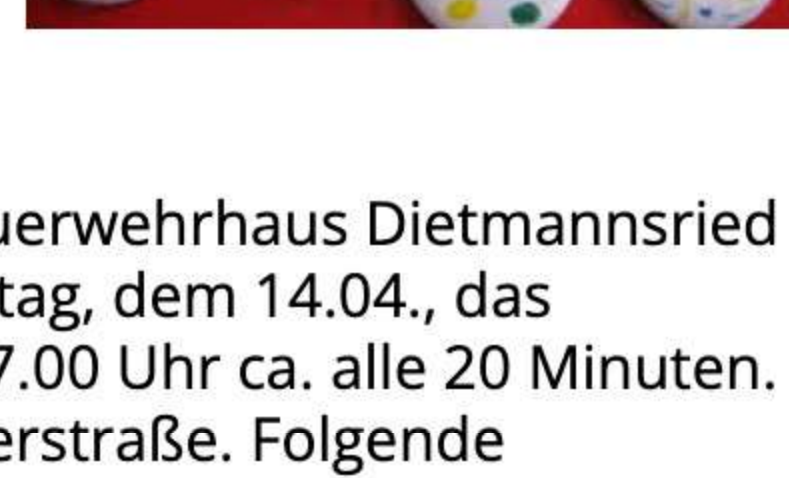 uerwehrhaus Dietmannsried
tag, dem 14.04., das
7.00 Uhr ca. alle 20 Minuten.
erstraße. Folgende